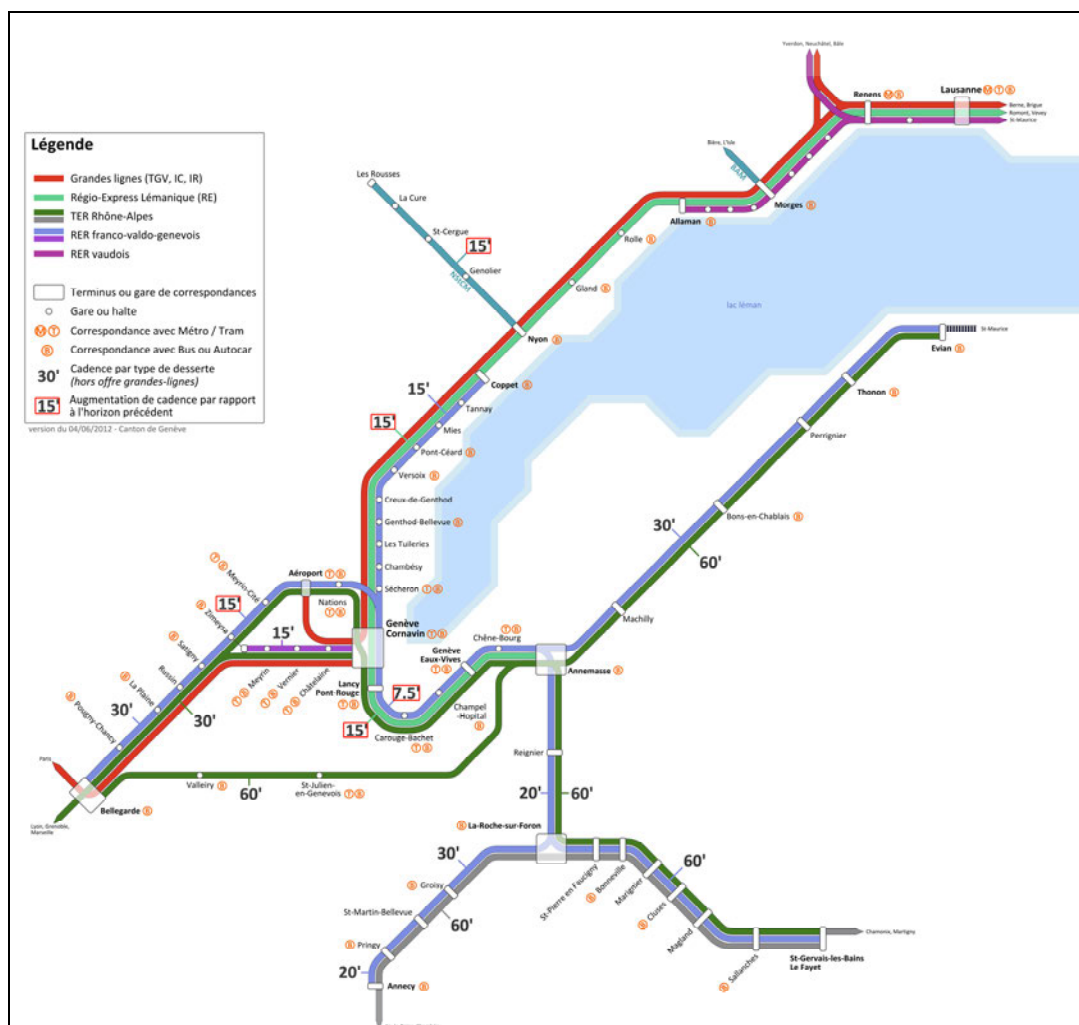 Légende
Grandes lignes (TGV, IC, IR)
Régio-Express Lémanique (RE)
TER Rhône-Alpes
RER franco-valdo-genevois
RER vaudois
Terminus ou gare de correspondances
Gare ou halte
M T Correspondance avec Métro / Tram
B Correspondance avec Bus ou Autocar
30' Cadence par type de desserte
(hors offre grandes-lignes)
15' Augmentation de cadence par rapport
à l'horizon précédent
version du 04/06/2012 - Canton de Genève
Yverdon, Neuchâtel, Bâle
Renens M B
Lausanne M T B
Berne, Brigue
Romont, Vevey
St-Maurice
Bière, L'Isle
BAM
Morges B
Allaman B
Rolle B
Gland B
Les Rousses
La Cure
St-Cergue
15'
Genolier
NStCM
Nyon B
lac léman
Coppet B
15'
Tannay
15'
Mies
Pont-Céard B
Versoix B
Creux-de-Genthod
Genthod-Bellevue B
Les Tuileries
Chambésy
Sécheron T B
St-Maurice
Evian B
Thonon B
Perrignier
Bons-en-Chablais B
30'
60'
Machilly
Aéroport T B
Nations
T B
Genève
Cornavin T B
Meyrin-Cité
Zimeysa
Satigny
Russin
La Plaine
Pougny-Chancy
15'
15'
Meyrin
Vernier
Châtelaine
30'
30'
Lancy
Pont-Rouge
T B
7.5'
15'
Carouge-Bachet
T B
Champel
-Hopital
B
Genève
Eaux-Vives
T B
Chêne-Bourg
T B
Annemasse B
Paris
Bellegarde B
Lyon, Grenoble,
Marseille
Valleiry B
60'
St-Julien-
en-Genevois T B
Reignier
20'
60'
B La-Roche-sur-Foron
30'
60'
B Groisy
St-Martin-Bellevue
B Pringy
20'
Annecy B
60'
St-Pierre en Faucigny
Bonneville
Marignier
Cluses
Magland
Sallanches
St-Gervais-les-Bains
Le Fayet
Chamonix, Martigny